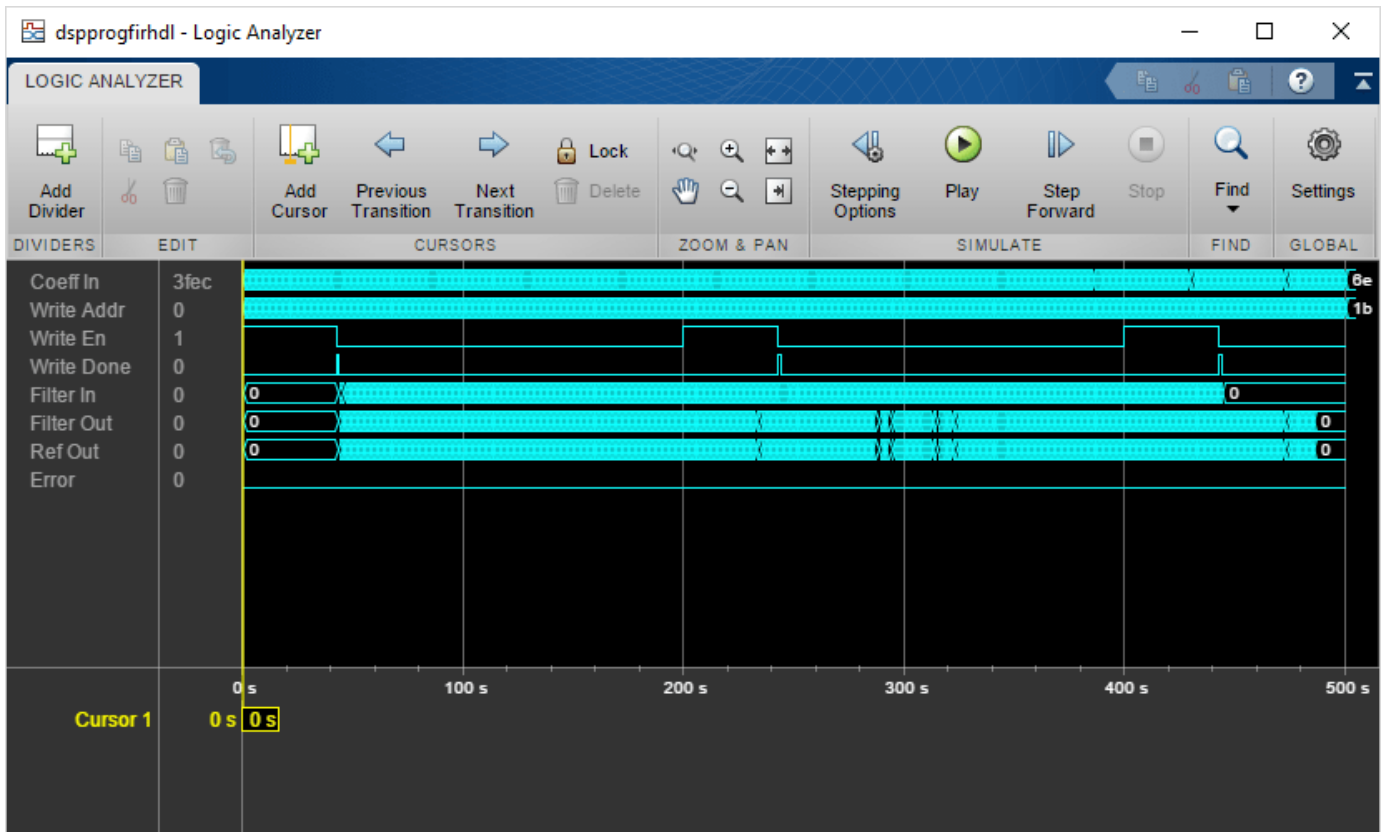 dspprogfirhdl - Logic Analyzer
LOGIC ANALYZER
?
Add Divider
Add Cursor
Previous Transition
Next Transition
Lock
Delete
Stepping Options
Play
Step Forward
Stop
Find
Settings
DIVIDERS EDIT CURSORS ZOOM & PAN SIMULATE FIND GLOBAL
Coeff In 3fec 6e
Write Addr 0 1b
Write En 1
Write Done 0
Filter In 0 0 0
Filter Out 0 0 0
Ref Out 0 0 0
Error 0
0 s 100 s 200 s 300 s 400 s 500 s
Cursor 1 0 s 0 s